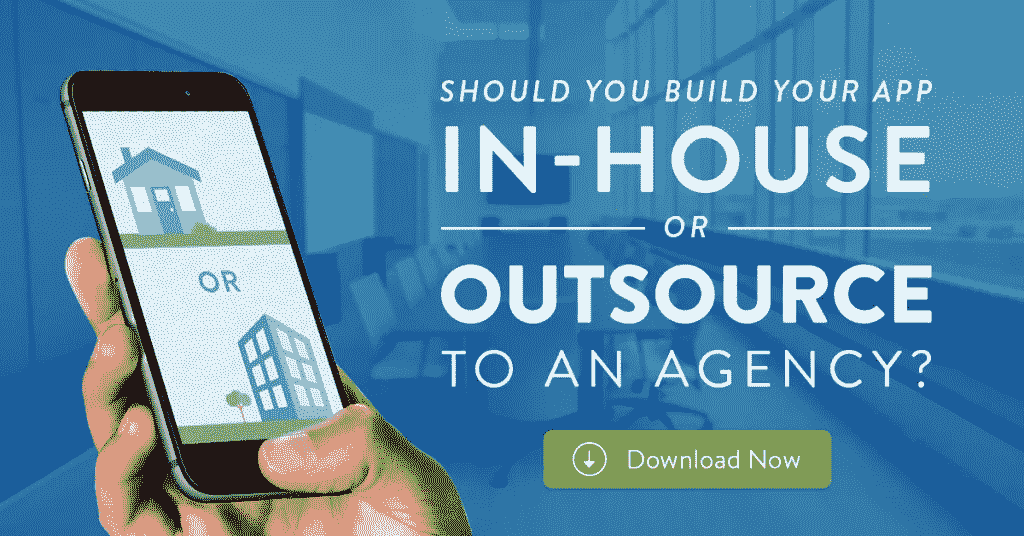 SHOULD YOU BUILD YOUR APP
IN-HOUSE
OR
OUTSOURCE
TO AN AGENCY?
Download Now
OR